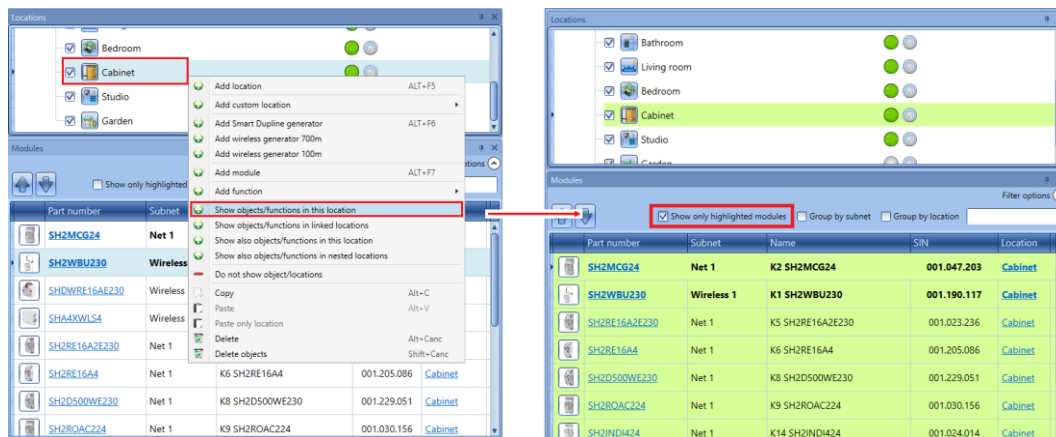 Locations
Bedroom
Cabinet
Studio
Garden
Add location ALT+F5
Add custom location
Add Smart Dupline generator ALT+F6
Add wireless generator 700m
Add wireless generator 100m
Add module ALT+F7
Add function
Show objects/functions in this location
Show objects/functions in linked locations
Show also objects/functions in this location
Show also objects/functions in nested locations
Do not show object/locations
Copy Alt+C
Paste Alt+V
Paste only location
Delete Alt+Canc
Delete objects Shift+Canc
Modules
tions
Show only highlighted
Part number Subnet
SH2MCG24 Net 1
SH2WBU230 Wireless
SHDWRE16AE230 Wireless
SHA4XWLS4 Wireless
SH2RE16A2E230 Net 1
SH2RE16A4 Net 1 K6 SH2RE16A4 001.205.086 Cabinet
SH2D500WE230 Net 1 K8 SH2D500WE230 001.229.051 Cabinet
SH2ROAC224 Net 1 K9 SH2ROAC224 001.030.156 Cabinet
Locations
Bathroom
Living room
Bedroom
Cabinet
Studio
Garden
Modules
Filter options
Show only highlighted modules Group by subnet Group by location
Part number Subnet Name SIN Location
SH2MCG24 Net 1 K2 SH2MCG24 001.047.203 Cabinet
SH2WBU230 Wireless 1 K1 SH2WBU230 001.190.117 Cabinet
SH2RE16A2E230 Net 1 K5 SH2RE16A2E230 001.023.236 Cabinet
SH2RE16A4 Net 1 K6 SH2RE16A4 001.205.086 Cabinet
SH2D500WE230 Net 1 K8 SH2D500WE230 001.229.051 Cabinet
SH2ROAC224 Net 1 K9 SH2ROAC224 001.030.156 Cabinet
SH2INDI424 Net 1 K14 SH2INDI424 001.024.014 Cabinet